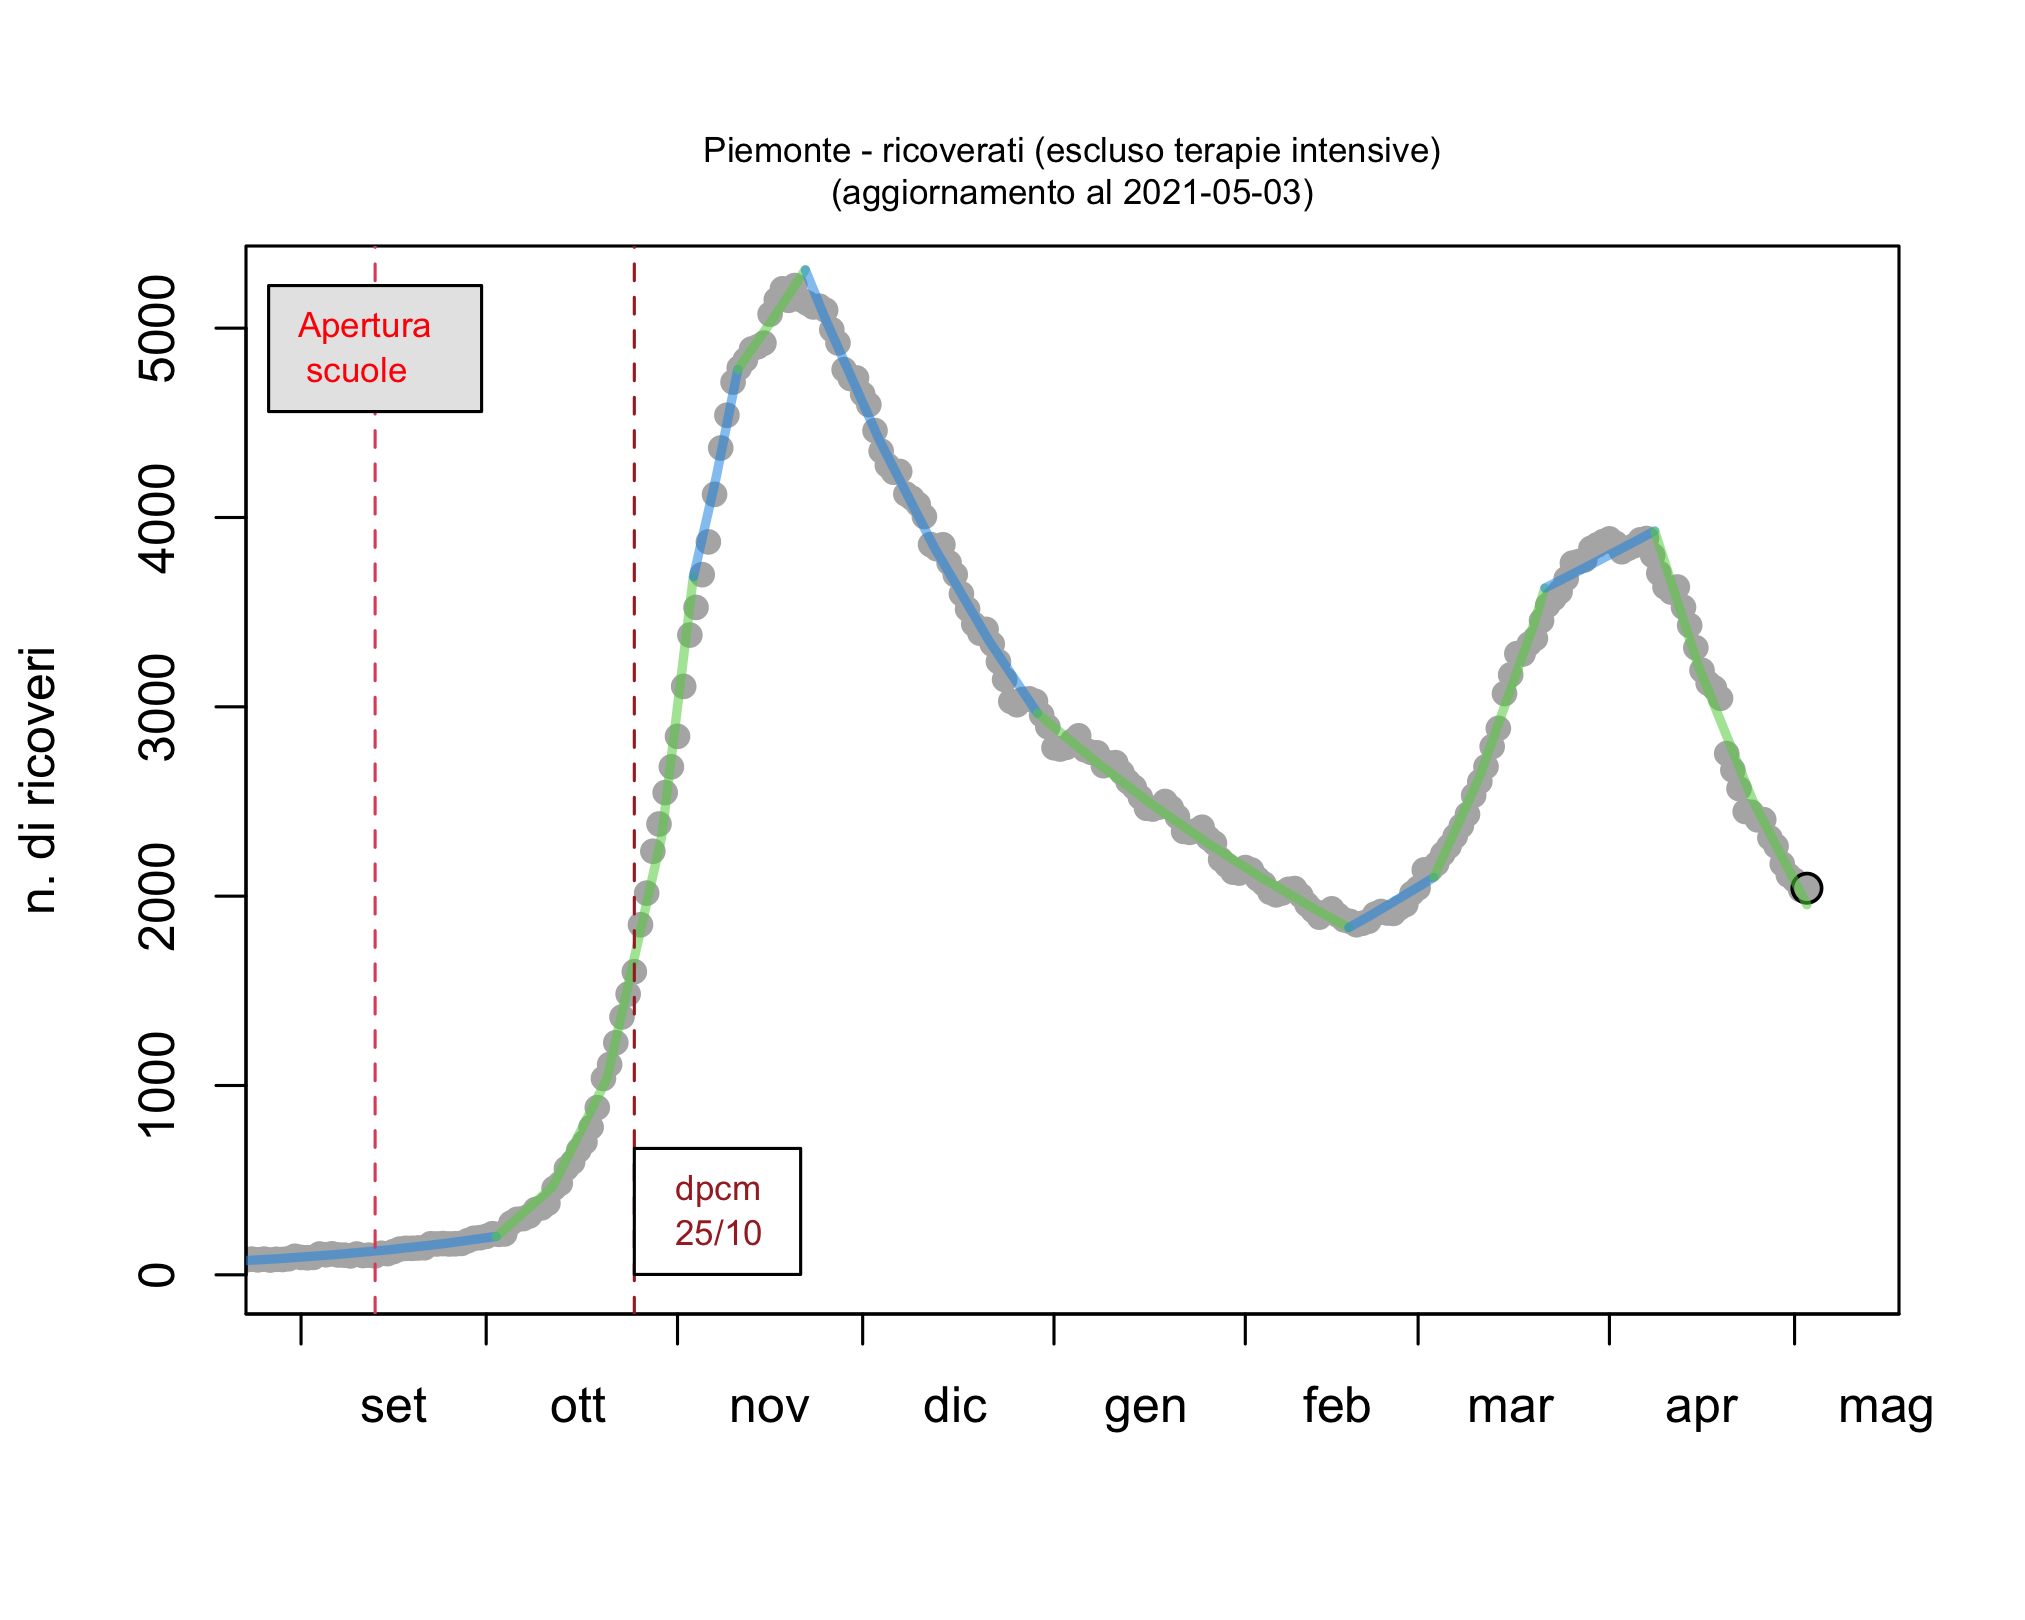 Piemonte - ricoverati (escluso terapie intensive)
(aggiornamento al 2021-05-03)
n. di ricoveri
5000
4000
3000
2000
1000
0
Apertura
scuole
dpcm
25/10
set ott nov dic gen feb mar apr mag